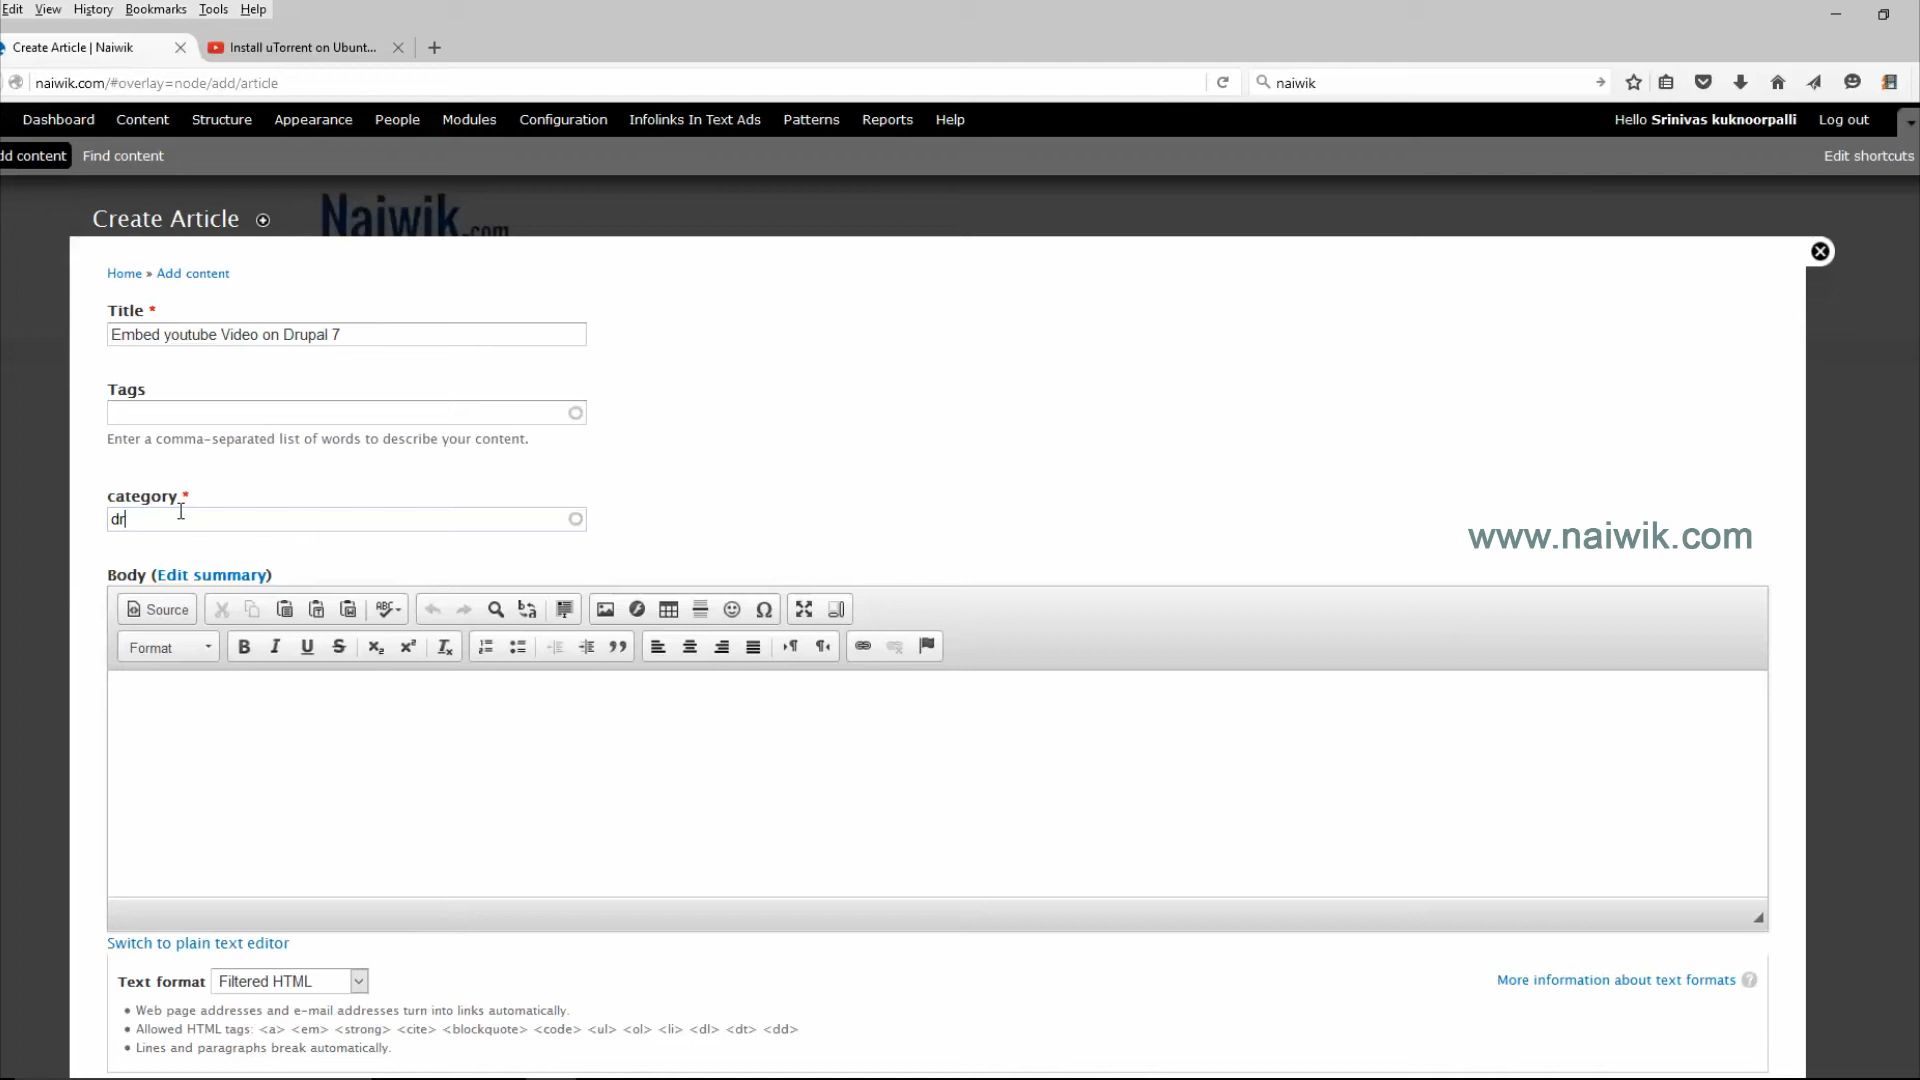 Edit View History Bookmarks Tools Help
Create Article | Naiwik Install uTorrent on Ubunt...
naiwik.com/#overlay=node/add/article naiwik
Dashboard Content Structure Appearance People Modules Configuration Infolinks In Text Ads Patterns Reports Help Hello Srinivas kuknoorpalli Log out
dd content Find content Edit shortcuts
Naiwik.com
Create Article
Home » Add content
Title *
Embed youtube Video on Drupal 7
Tags
Enter a comma-separated list of words to describe your content.
category *
dr
www.naiwik.com
Body (Edit summary)
Source ABC
Format B I U S x₂ x² Tx
Switch to plain text editor
Text format Filtered HTML More information about text formats ?
• Web page addresses and e-mail addresses turn into links automatically.
• Allowed HTML tags: <a> <em> <strong> <cite> <blockquote> <code> <ul> <ol> <li> <dl> <dt> <dd>
• Lines and paragraphs break automatically.